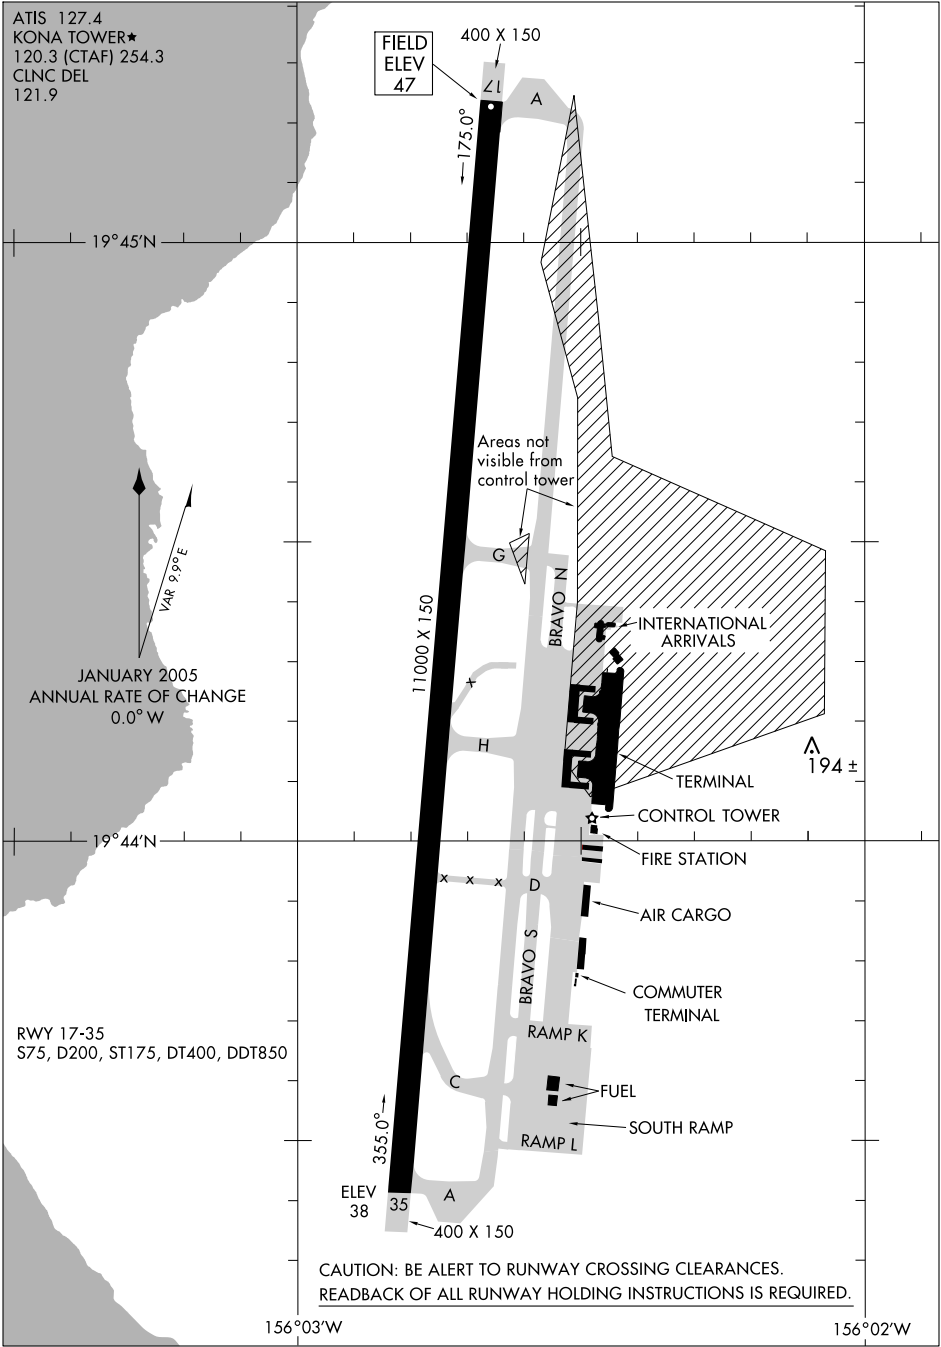 ATIS 127.4
KONA TOWER★
120.3 (CTAF) 254.3
CLNC DEL
121.9
FIELD
ELEV
47
400 X 150
17
A
175.0°
19°45'N
Areas not
visible from
control tower
G
BRAVO N
VAR 9.9° E
11000 X 150
INTERNATIONAL
ARRIVALS
JANUARY 2005
ANNUAL RATE OF CHANGE
0.0° W
X
H
194 ±
TERMINAL
CONTROL TOWER
19°44'N
FIRE STATION
X X X
D
AIR CARGO
BRAVO S
COMMUTER
TERMINAL
RWY 17-35
S75, D200, ST175, DT400, DDT850
RAMP K
C
FUEL
355.0°
SOUTH RAMP
RAMP L
ELEV
38
35
A
400 X 150
CAUTION: BE ALERT TO RUNWAY CROSSING CLEARANCES.
READBACK OF ALL RUNWAY HOLDING INSTRUCTIONS IS REQUIRED.
156°03'W
156°02'W